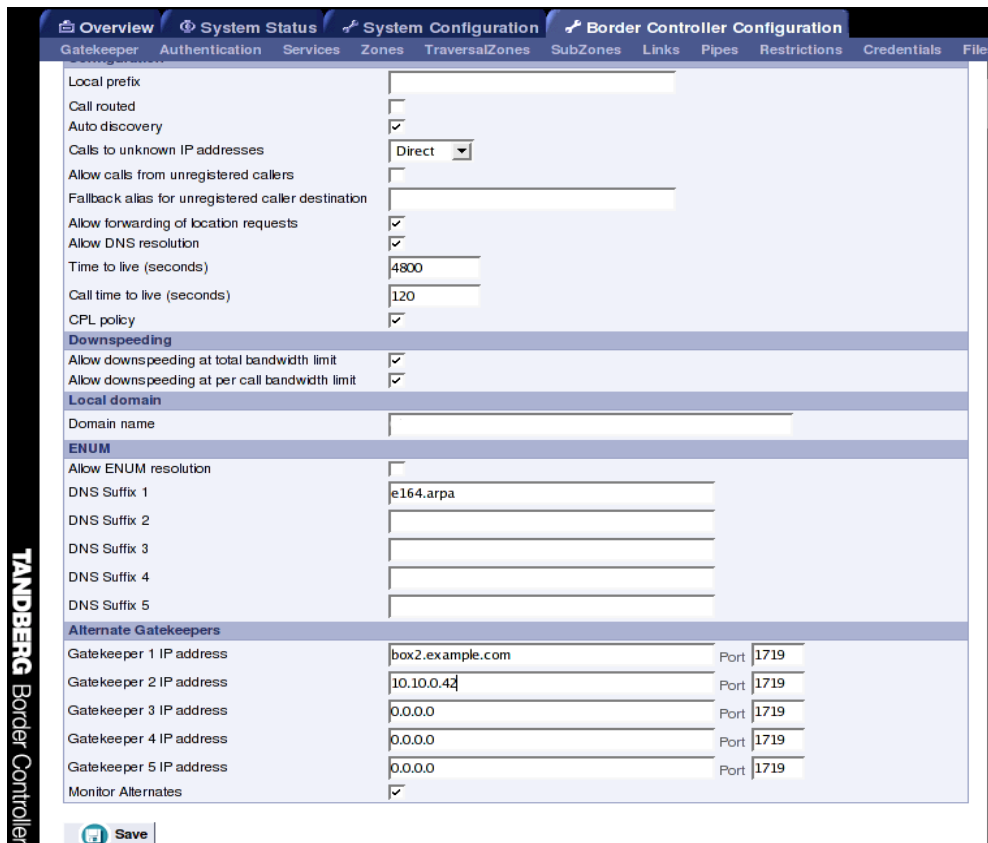 Overview System Status System Configuration Border Controller Configuration
Gatekeeper Authentication Services Zones TraversalZones SubZones Links Pipes Restrictions Credentials File
Configuration
Local prefix
Call routed
Auto discovery
Calls to unknown IP addresses Direct
Allow calls from unregistered callers
Fallback alias for unregistered caller destination
Allow forwarding of location requests
Allow DNS resolution
Time to live (seconds) 4800
Call time to live (seconds) 120
CPL policy
Downspeeding
Allow downspeeding at total bandwidth limit
Allow downspeeding at per call bandwidth limit
Local domain
Domain name
ENUM
Allow ENUM resolution
DNS Suffix 1 e164.arpa
DNS Suffix 2
DNS Suffix 3
DNS Suffix 4
DNS Suffix 5
Alternate Gatekeepers
Gatekeeper 1 IP address box2.example.com Port 1719
Gatekeeper 2 IP address 10.10.0.42 Port 1719
Gatekeeper 3 IP address 0.0.0.0 Port 1719
Gatekeeper 4 IP address 0.0.0.0 Port 1719
Gatekeeper 5 IP address 0.0.0.0 Port 1719
Monitor Alternates
Save
TANDBERG Border Controller